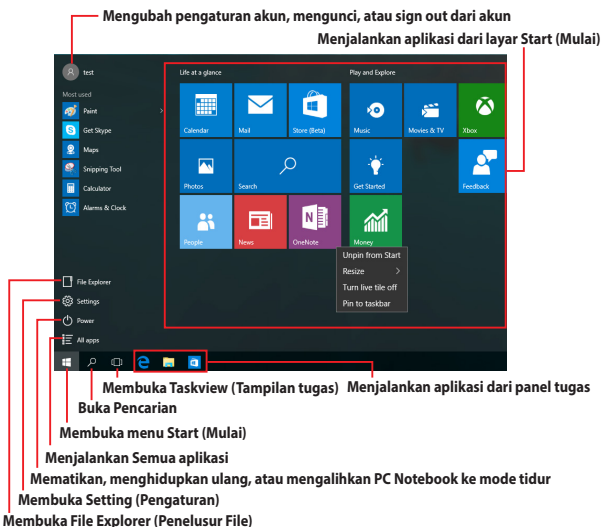 Mengubah pengaturan akun, mengunci, atau sign out dari akun
Menjalankan aplikasi dari layar Start (Mulai)
test
Most used
Paint
Get Skype
Maps
Snipping Tool
Calculator
Alarms & Clock
File Explorer
Settings
Power
All apps
Life at a glance
Play and Explore
Calendar
Mail
Store (Beta)
Music
Movies & TV
Xbox
Photos
Search
Get Started
Feedback
People
News
OneNote
Money
Unpin from Start
Resize
Turn live tile off
Pin to taskbar
Membuka Taskview (Tampilan tugas)
Menjalankan aplikasi dari panel tugas
Buka Pencarian
Membuka menu Start (Mulai)
Menjalankan Semua aplikasi
Mematikan, menghidupkan ulang, atau mengalihkan PC Notebook ke mode tidur
Membuka Setting (Pengaturan)
Membuka File Explorer (Penelusur File)